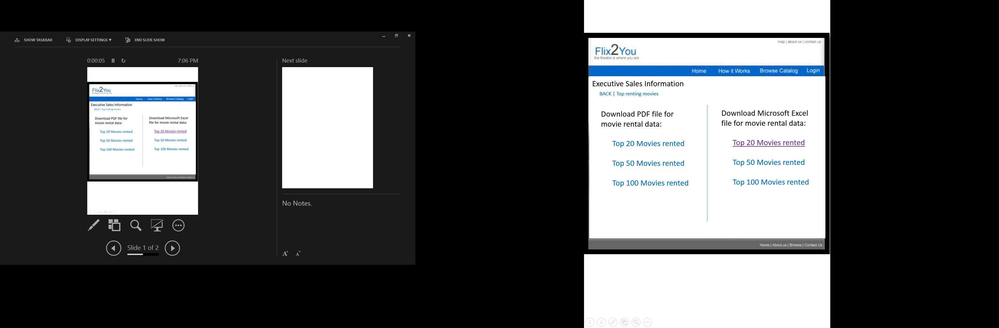 SHOW TASKBAR DISPLAY SETTINGS ▼ END SLIDE SHOW
0:00:05 7:06 PM
map | about us | contact us
Flix2You
the theatre is where you are
Home How it Works Browse Catalog Login
Executive Sales Information
BACK | Top renting movies
Download PDF file for
movie rental data:
Top 20 Movies rented
Top 50 Movies rented
Top 100 Movies rented
Download Microsoft Excel
file for movie rental data:
Top 20 Movies rented
Top 50 Movies rented
Top 100 Movies rented
Home | About us | Browse | Contact Us
Slide 1 of 2
Next slide
No Notes.
A A
map | about us | contact us
Flix2You
the theatre is where you are
Home How it Works Browse Catalog Login
Executive Sales Information
BACK | Top renting movies
Download PDF file for
movie rental data:
Top 20 Movies rented
Top 50 Movies rented
Top 100 Movies rented
Download Microsoft Excel
file for movie rental data:
Top 20 Movies rented
Top 50 Movies rented
Top 100 Movies rented
Home | About us | Browse | Contact Us